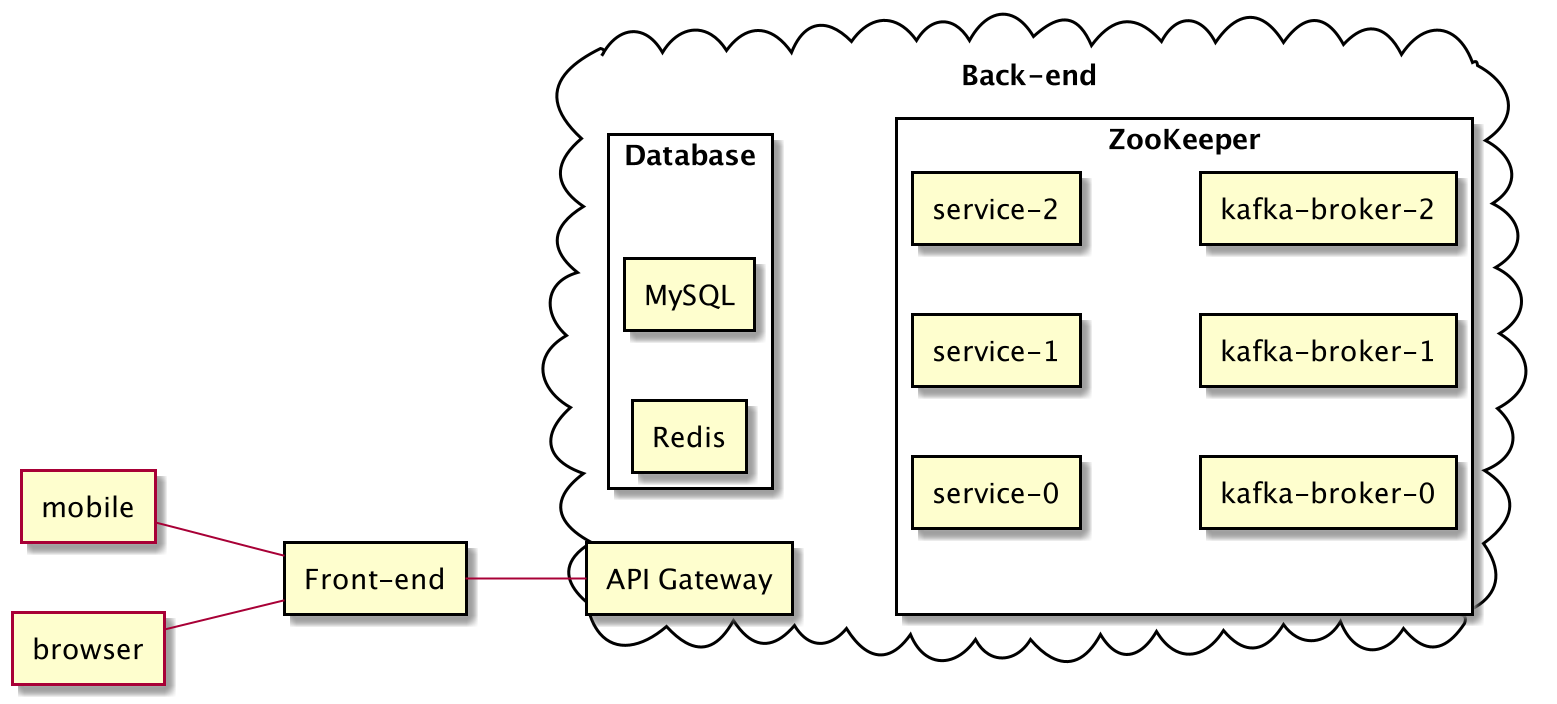 Back-end
Database
ZooKeeper
service-2
kafka-broker-2
MySQL
service-1
kafka-broker-1
Redis
service-0
kafka-broker-0
mobile
Front-end
API Gateway
browser